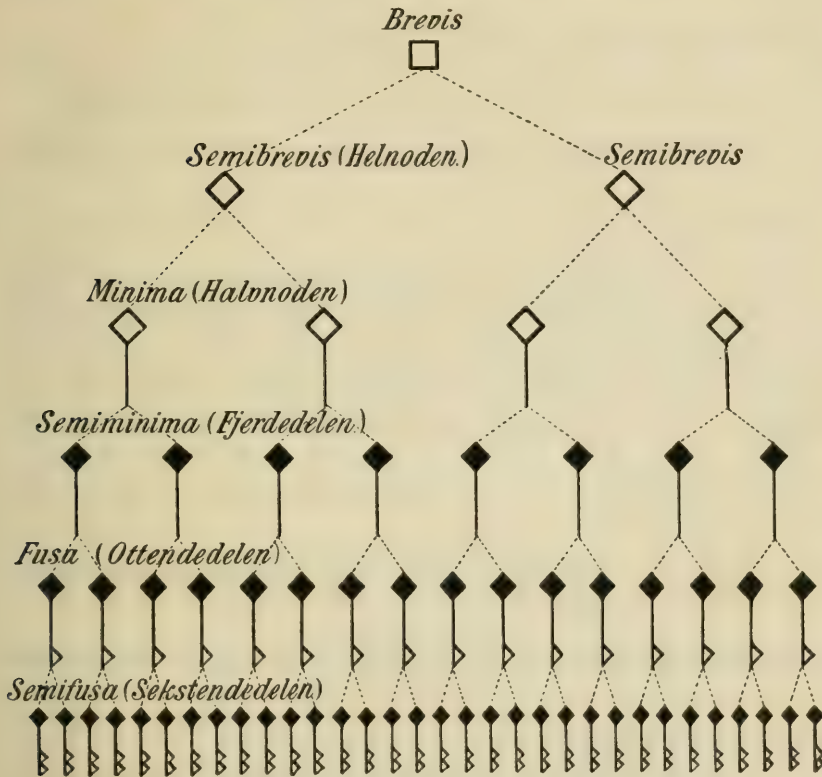 Brevis
Semibrevis (Helnoden.) Semibrevis
Minima (Halvnoden)
Semiminima (Fjerdedelen)
Fusa (Ottendedelen)
Semifusa (Sekstendedelen)